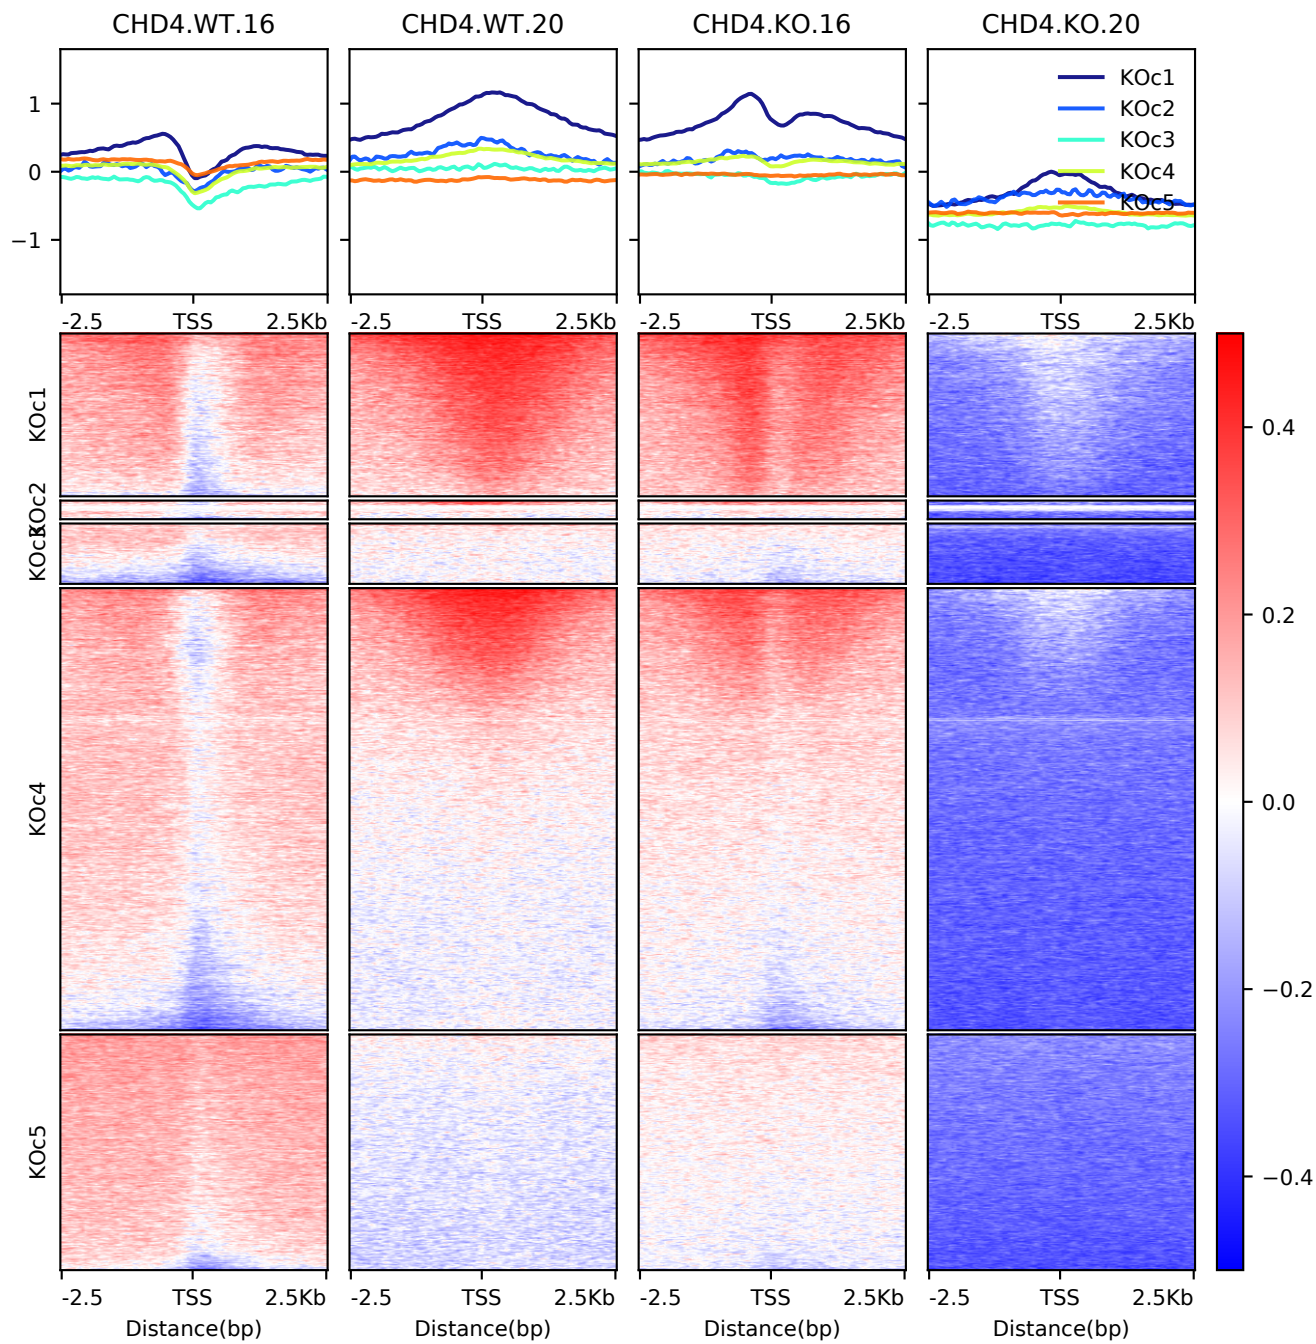 CHD4.WT.16 CHD4.WT.20 CHD4.KO.16 CHD4.KO.20
1
0
−1
KOc1
KOc2
KOc3
KOc4
KOc5
-2.5 TSS 2.5Kb -2.5 TSS 2.5Kb -2.5 TSS 2.5Kb -2.5 TSS 2.5Kb
KOc1
KOc2
KOc3
KOc4
KOc5
0.4
0.2
0.0
−0.2
−0.4
-2.5 TSS 2.5Kb -2.5 TSS 2.5Kb -2.5 TSS 2.5Kb -2.5 TSS 2.5Kb
Distance(bp) Distance(bp) Distance(bp) Distance(bp)